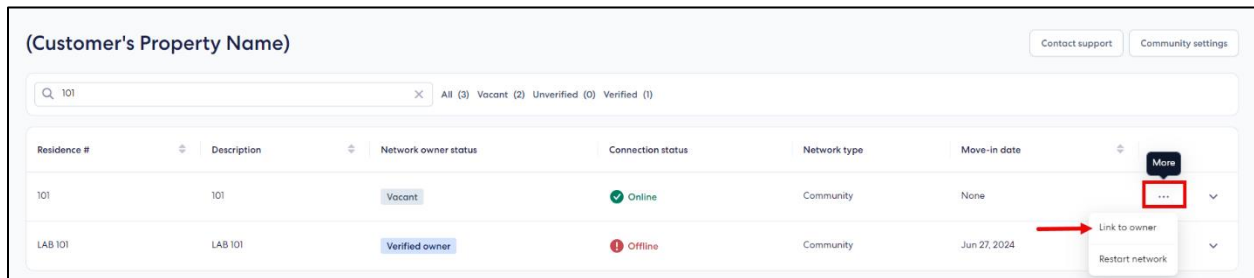 (Customer's Property Name)
Contact support
Community settings
101
All (3) Vacant (2) Unverified (0) Verified (1)
Residence # Description Network owner status Connection status Network type Move-in date
More
101 101 Vacant Online Community None ...
Link to owner
LAB 101 LAB 101 Verified owner Offline Community Jun 27, 2024
Restart network